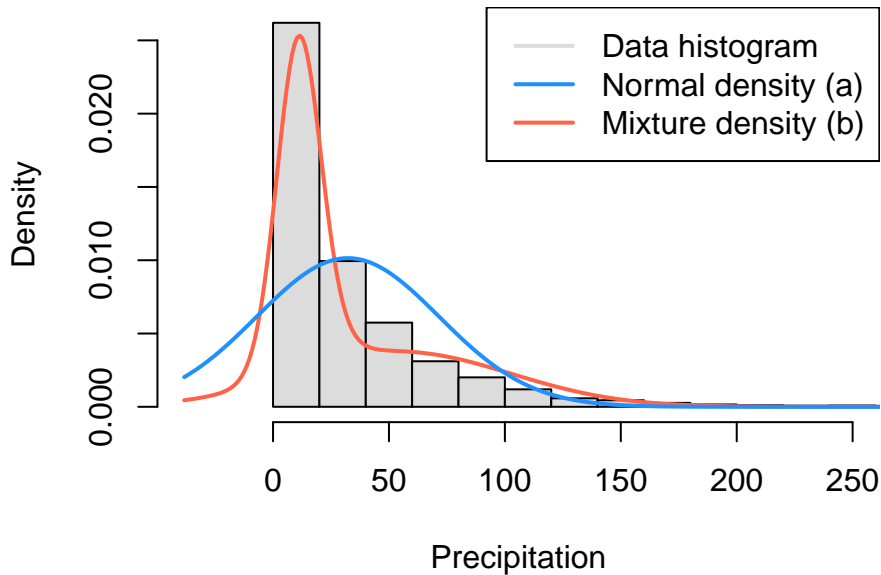 Data histogram
Normal density (a)
Mixture density (b)
Density
0.020
0.010
0.000
0 50 100 150 200 250
Precipitation